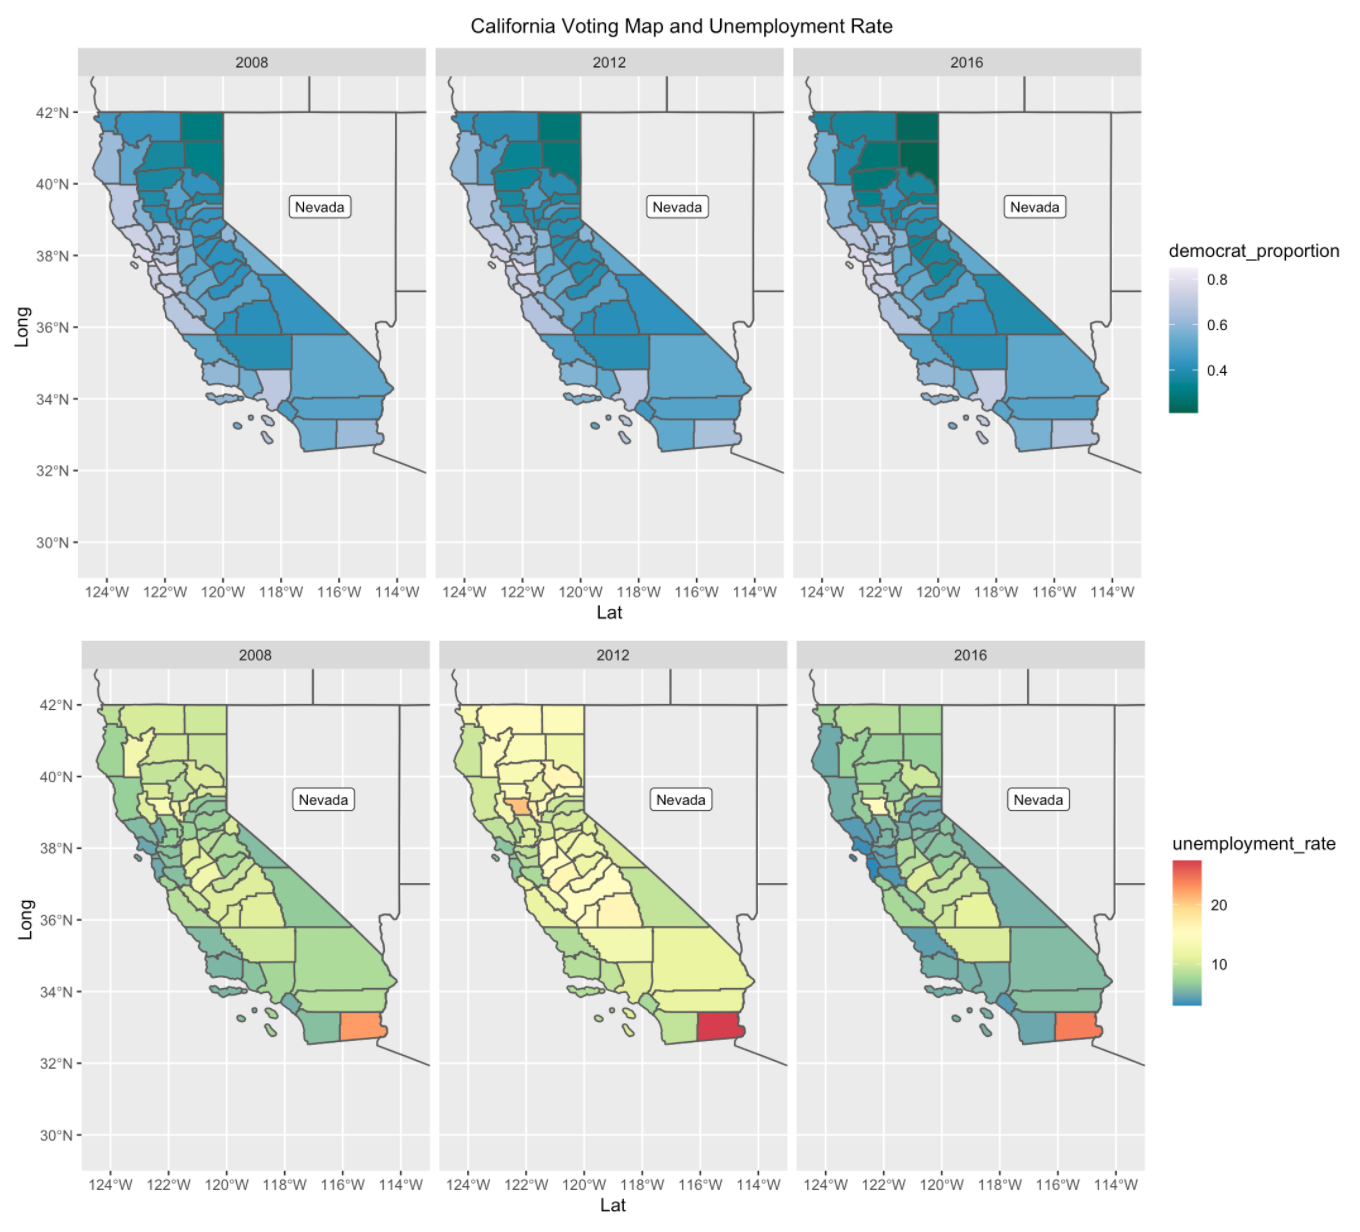 California Voting Map and Unemployment Rate
2008 2012 2016
42°N
40°N
38°N
36°N
34°N
32°N
30°N
Long
Nevada Nevada Nevada
124°W 122°W 120°W 118°W 116°W 114°W 124°W 122°W 120°W 118°W 116°W 114°W 124°W 122°W 120°W 118°W 116°W 114°W
Lat
democrat_proportion
0.8
0.6
0.4
2008 2012 2016
42°N
40°N
38°N
36°N
34°N
32°N
30°N
Long
Nevada Nevada Nevada
124°W 122°W 120°W 118°W 116°W 114°W 124°W 122°W 120°W 118°W 116°W 114°W 124°W 122°W 120°W 118°W 116°W 114°W
Lat
unemployment_rate
20
10